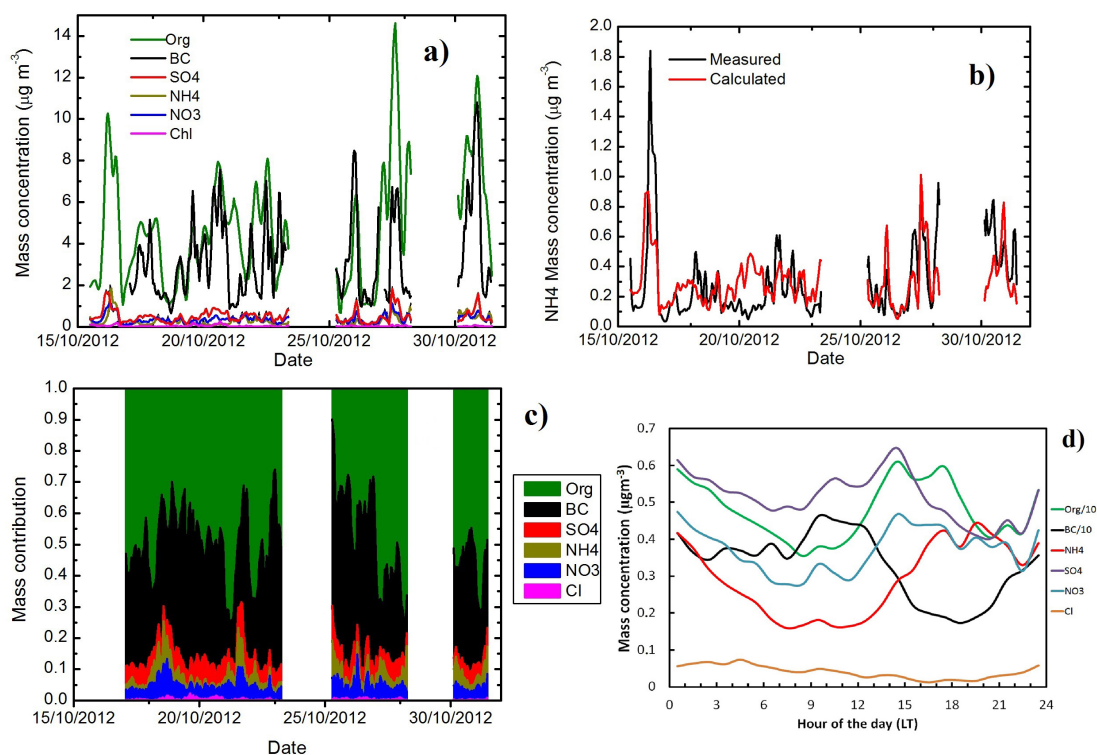 a)
Mass concentration (μg m⁻³)
14
12
10
8
6
4
2
0
Org
BC
SO4
NH4
NO3
Chl
15/10/2012 20/10/2012 25/10/2012 30/10/2012
Date
b)
NH4 Mass concentration (μg m⁻³)
2.0
1.8
1.6
1.4
1.2
1.0
0.8
0.6
0.4
0.2
0.0
Measured
Calculated
15/10/2012 20/10/2012 25/10/2012 30/10/2012
Date
c)
Mass contribution
1.0
0.9
0.8
0.7
0.6
0.5
0.4
0.3
0.2
0.1
0.0
15/10/2012 20/10/2012 25/10/2012 30/10/2012
Date
Org
BC
SO4
NH4
NO3
Cl
d)
Mass concentration (μgm⁻³)
0.7
0.6
0.5
0.4
0.3
0.2
0.1
0
0 3 6 9 12 15 18 21 24
Hour of the day (LT)
Org/10
BC/10
NH4
SO4
NO3
Cl